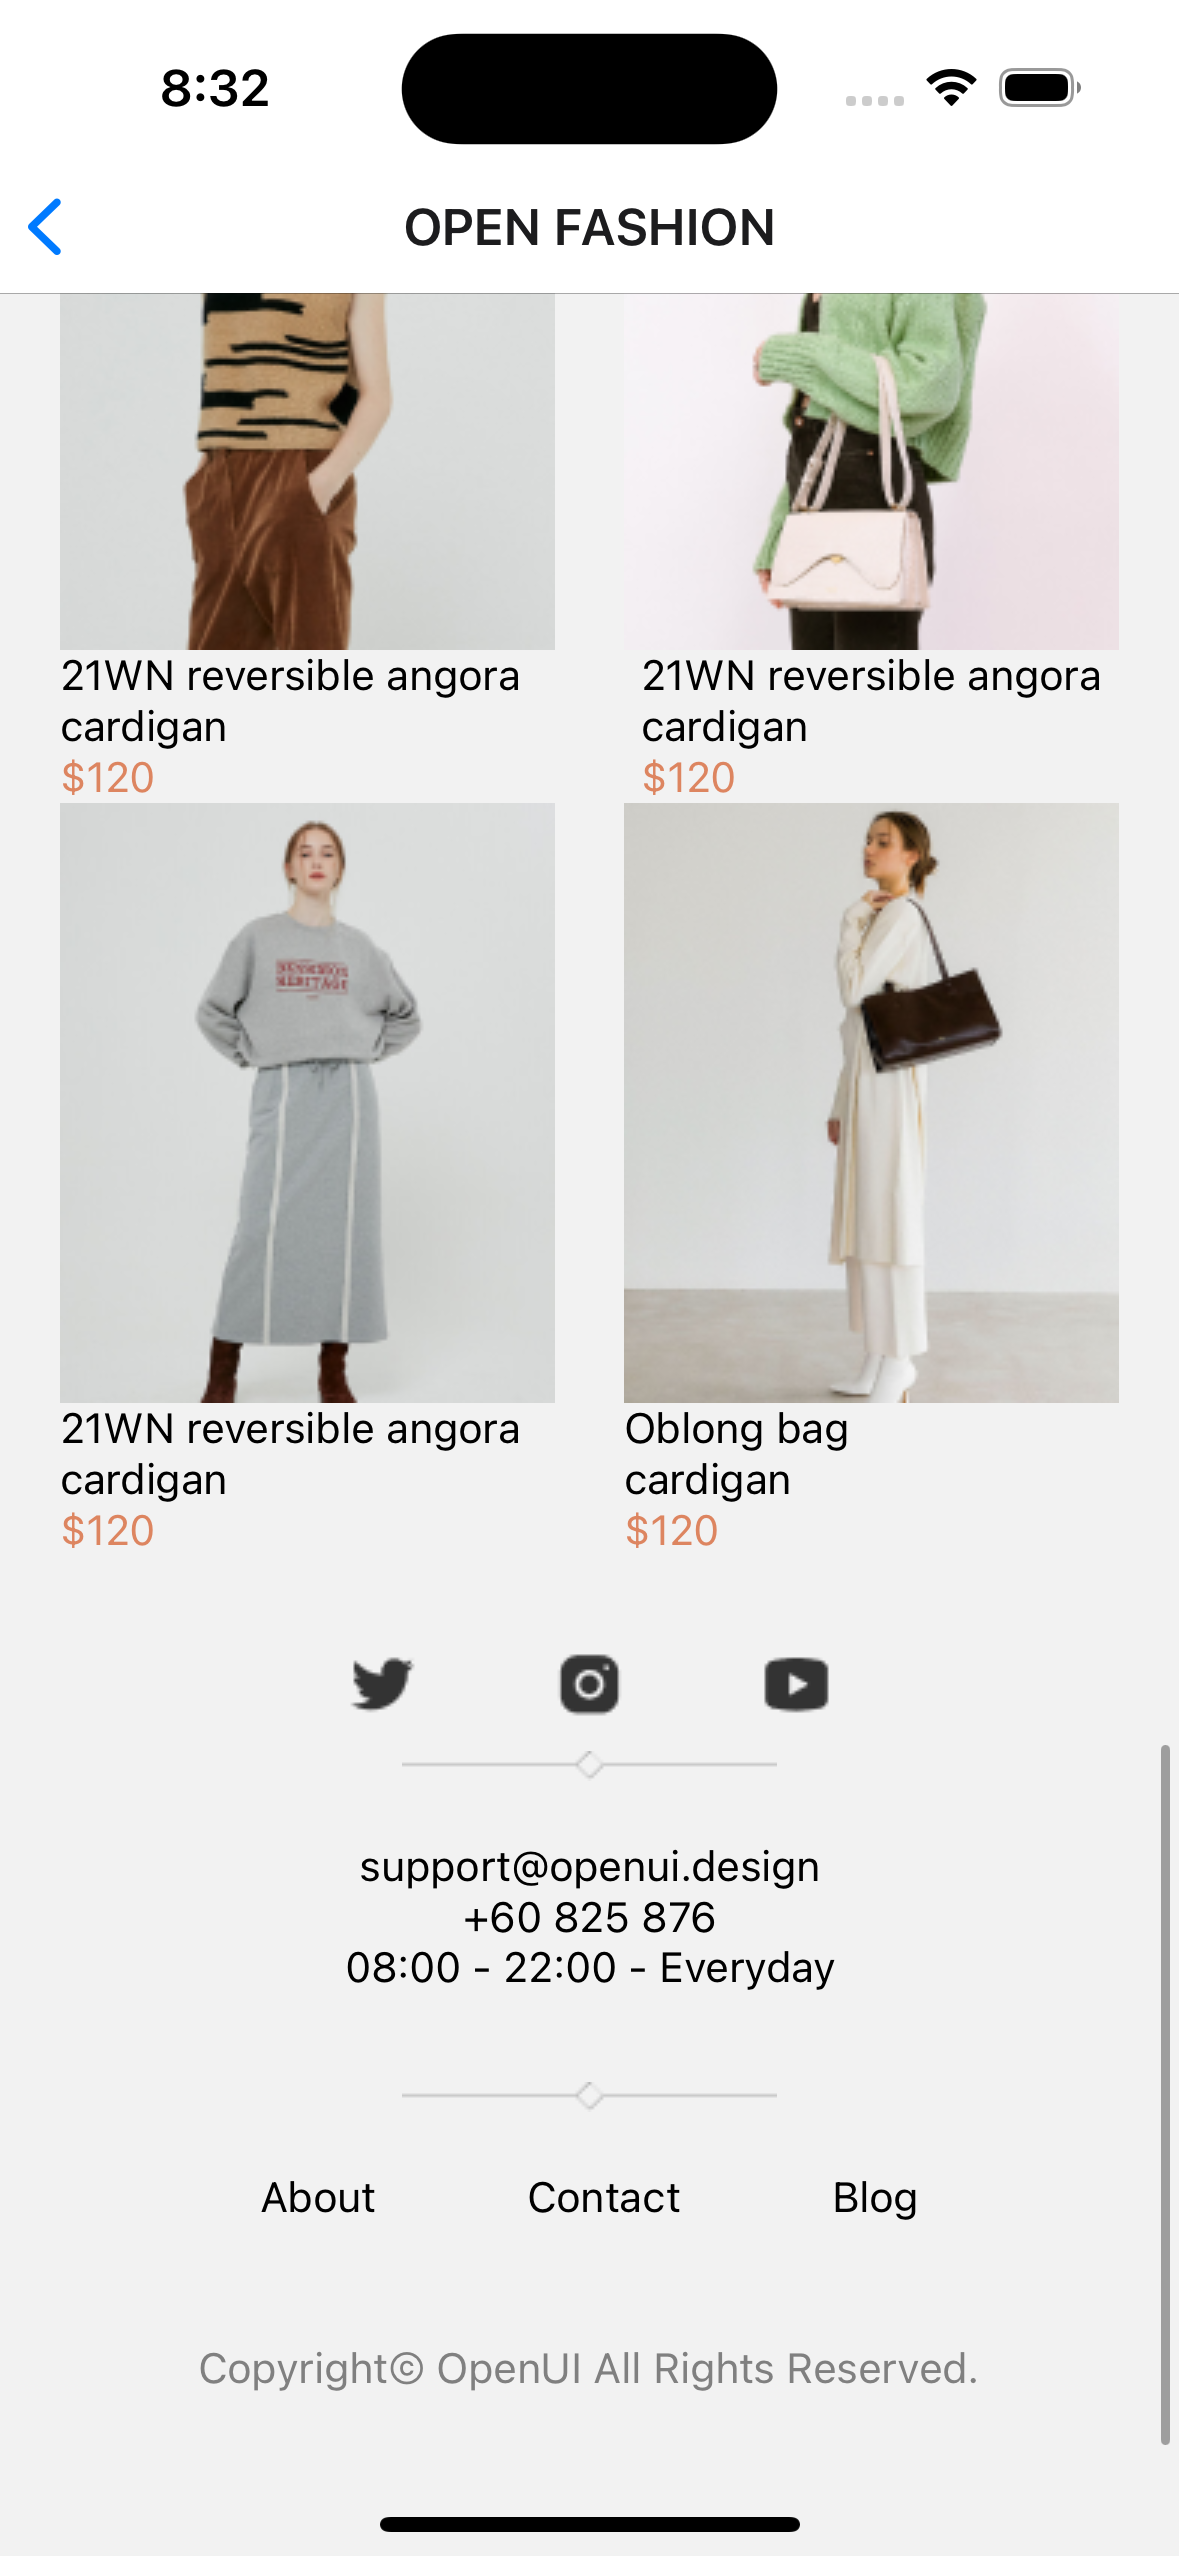 8:32
OPEN FASHION
21WN reversible angora
cardigan
$120
21WN reversible angora
cardigan
$120
21WN reversible angora
cardigan
$120
Oblong bag
cardigan
$120
support@openui.design
+60 825 876
08:00 - 22:00 - Everyday
About Contact Blog
Copyright© OpenUI All Rights Reserved.